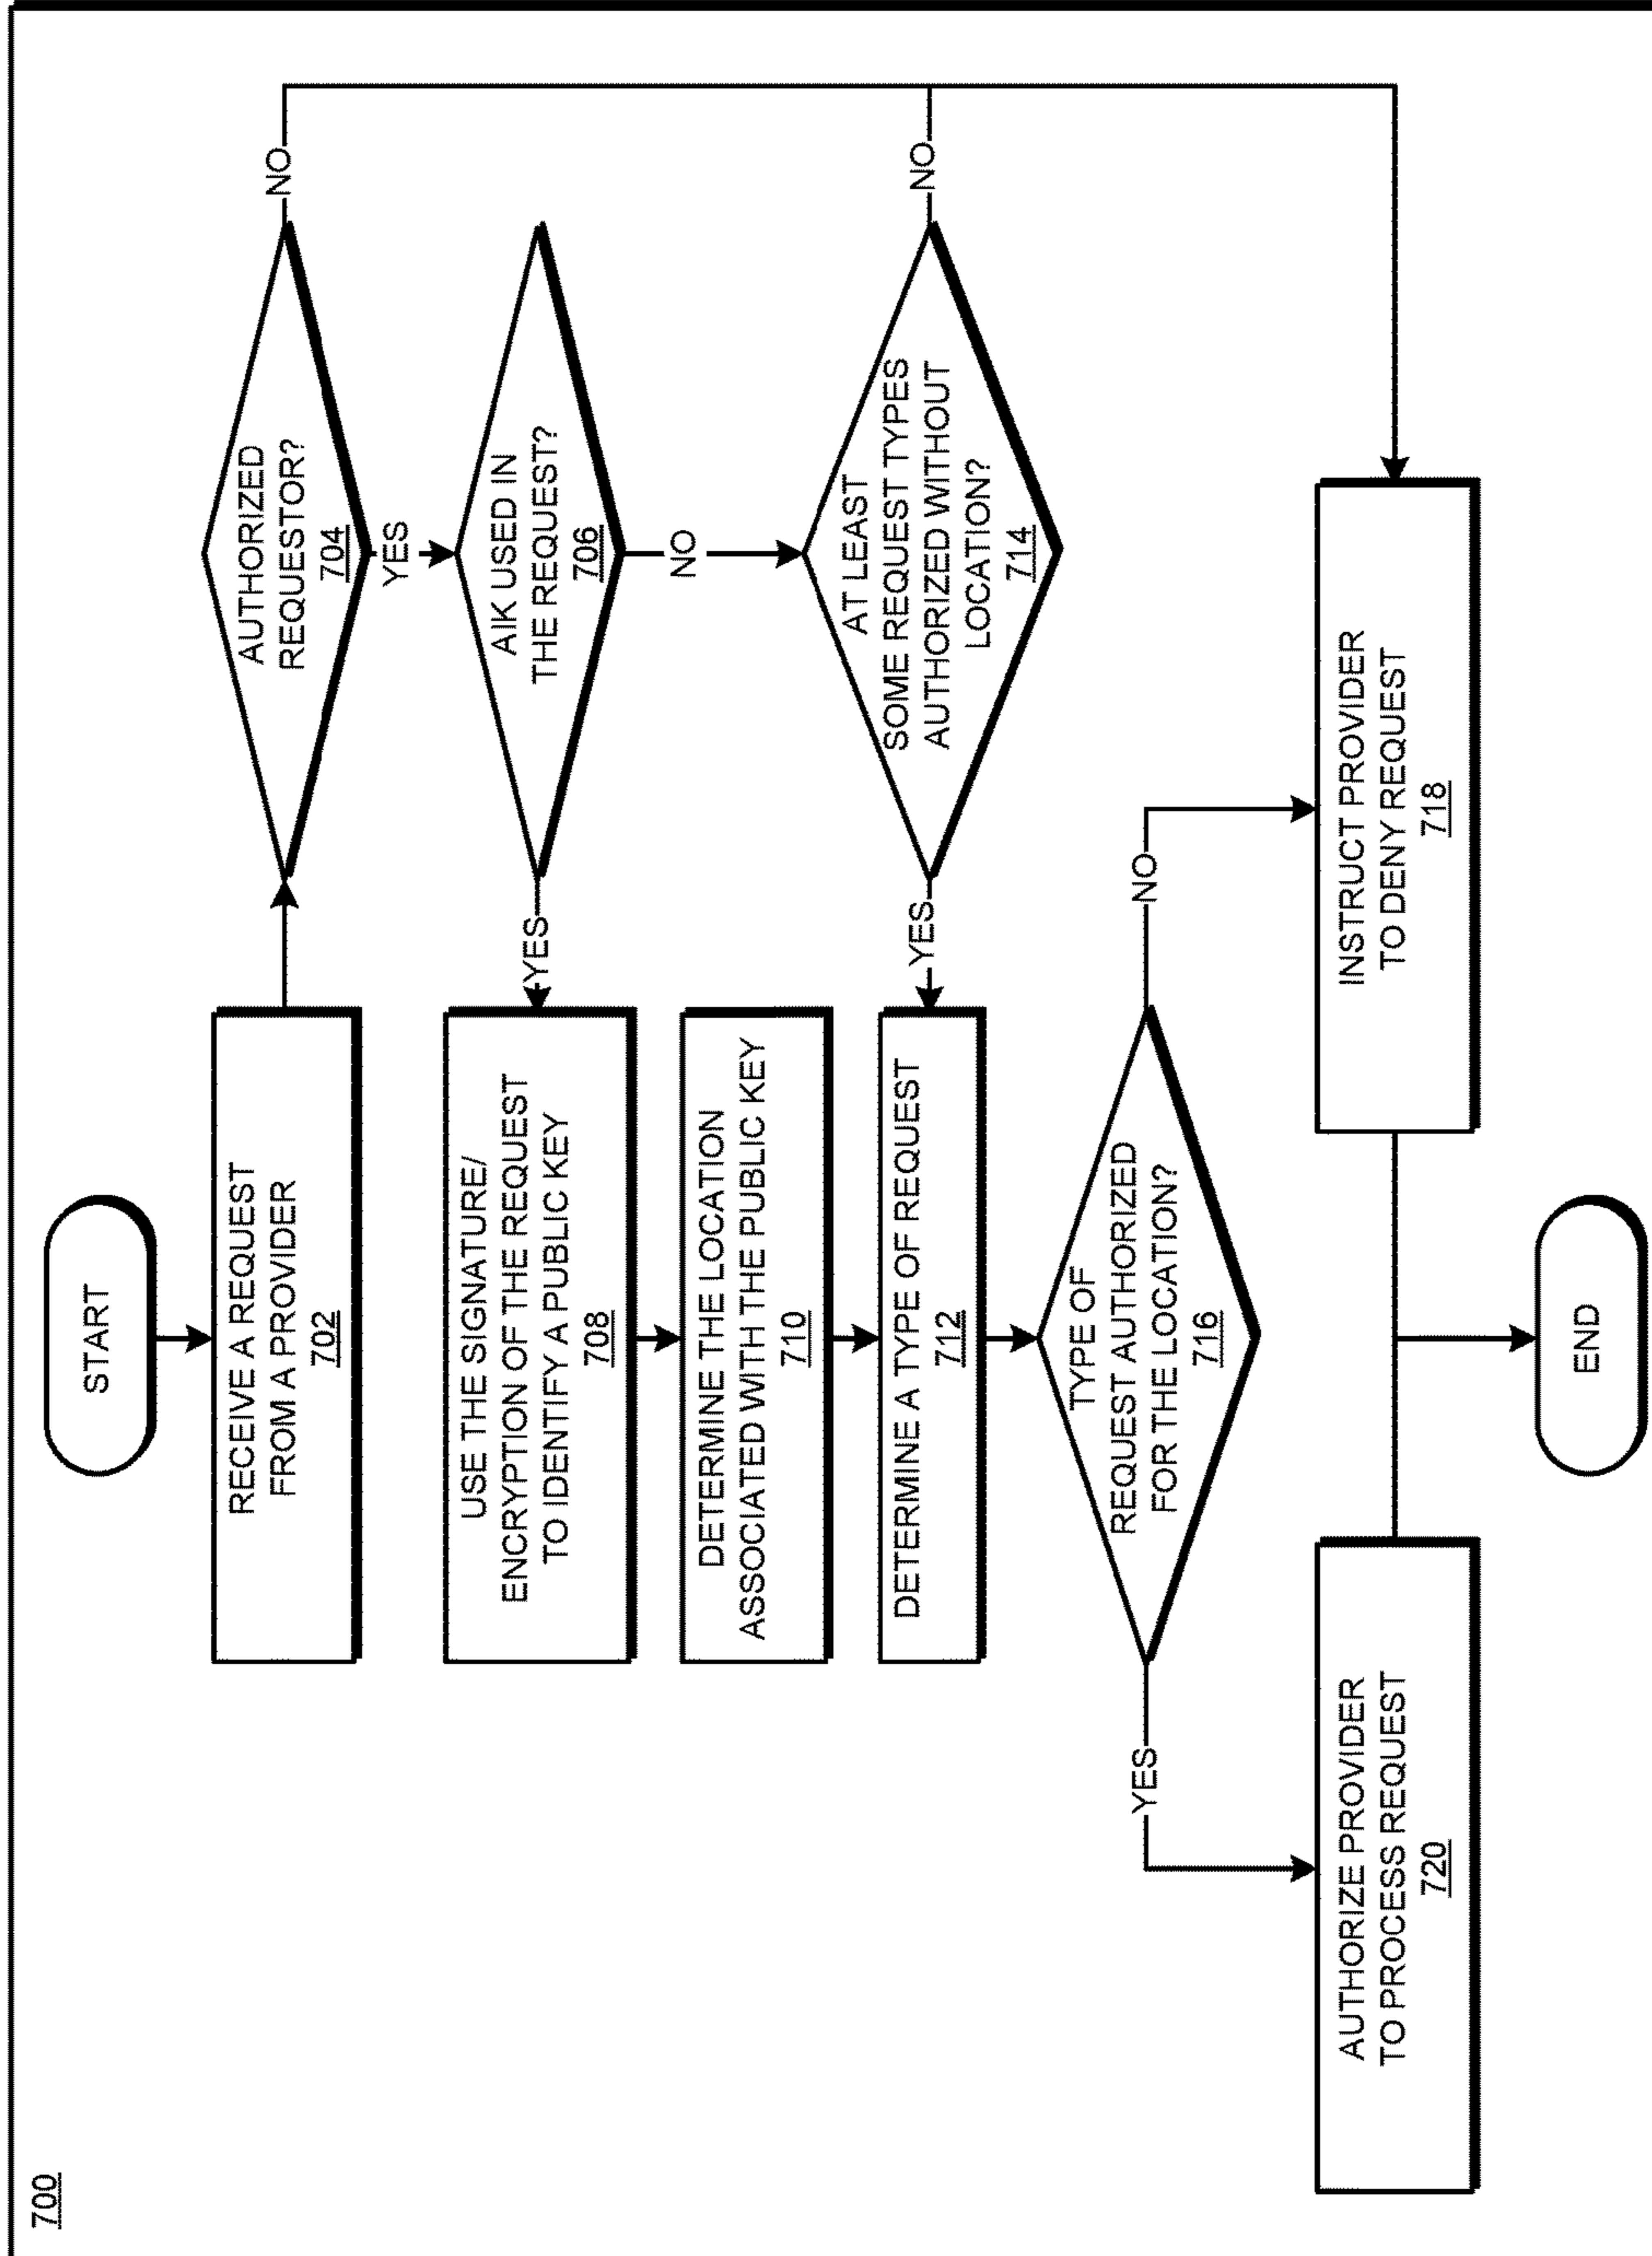 700
START
RECEIVE A REQUEST
FROM A PROVIDER
702
AUTHORIZED
REQUESTOR?
704
NO
YES
AIK USED IN
THE REQUEST?
706
YES
NO
USE THE SIGNATURE/
ENCRYPTION OF THE REQUEST
TO IDENTIFY A PUBLIC KEY
708
DETERMINE THE LOCATION
ASSOCIATED WITH THE PUBLIC KEY
710
AT LEAST
SOME REQUEST TYPES
AUTHORIZED WITHOUT
LOCATION?
714
NO
YES
DETERMINE A TYPE OF REQUEST
712
TYPE OF
REQUEST AUTHORIZED
FOR THE LOCATION?
716
YES
NO
AUTHORIZE PROVIDER
TO PROCESS REQUEST
720
INSTRUCT PROVIDER
TO DENY REQUEST
718
END